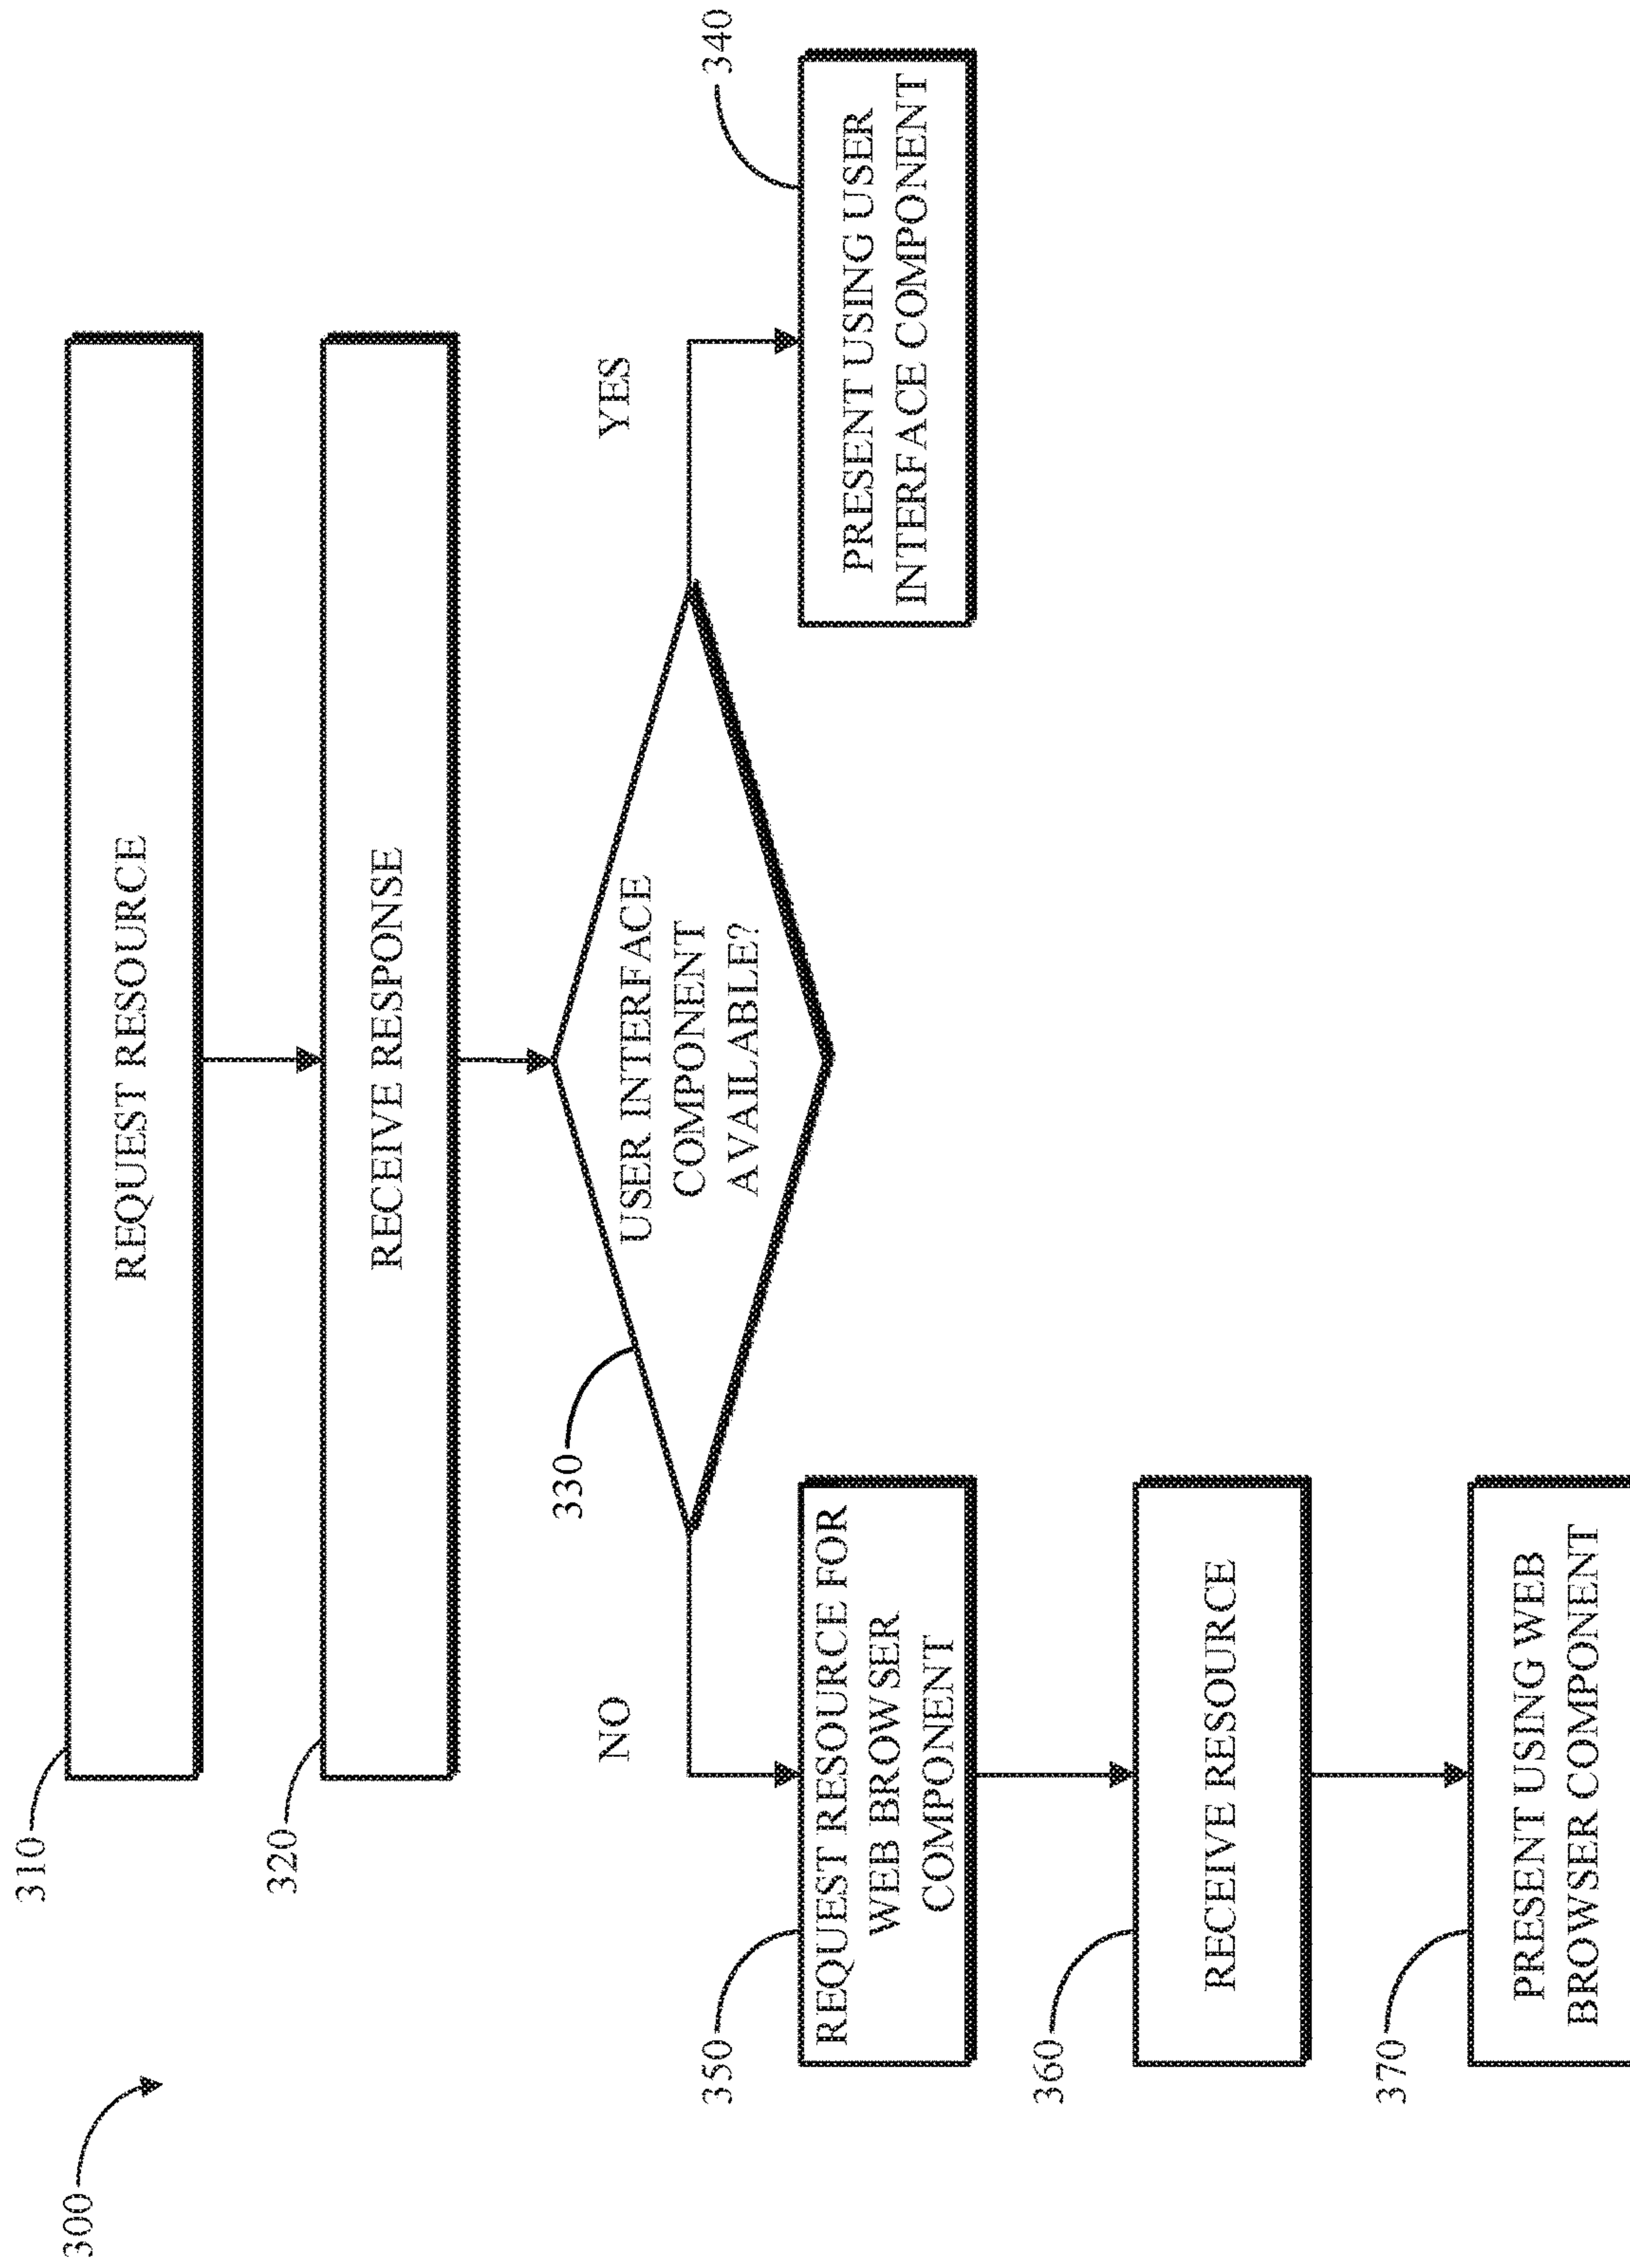 300
310
REQUEST RESOURCE
320
RECEIVE RESPONSE
330
USER INTERFACE
COMPONENT
AVAILABLE?
NO
YES
350
REQUEST RESOURCE FOR
WEB BROWSER
COMPONENT
340
PRESENT USING USER
INTERFACE COMPONENT
360
RECEIVE RESOURCE
370
PRESENT USING WEB
BROWSER COMPONENT